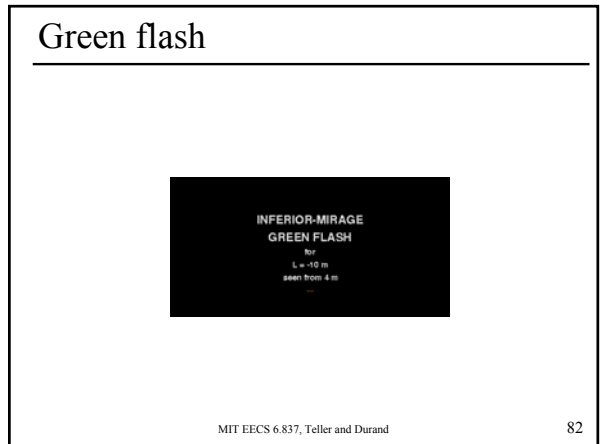 Green flash
INFERIOR-MIRAGE
GREEN FLASH
for
L = -10 m
seen from 4 m
MIT EECS 6.837, Teller and Durand
82